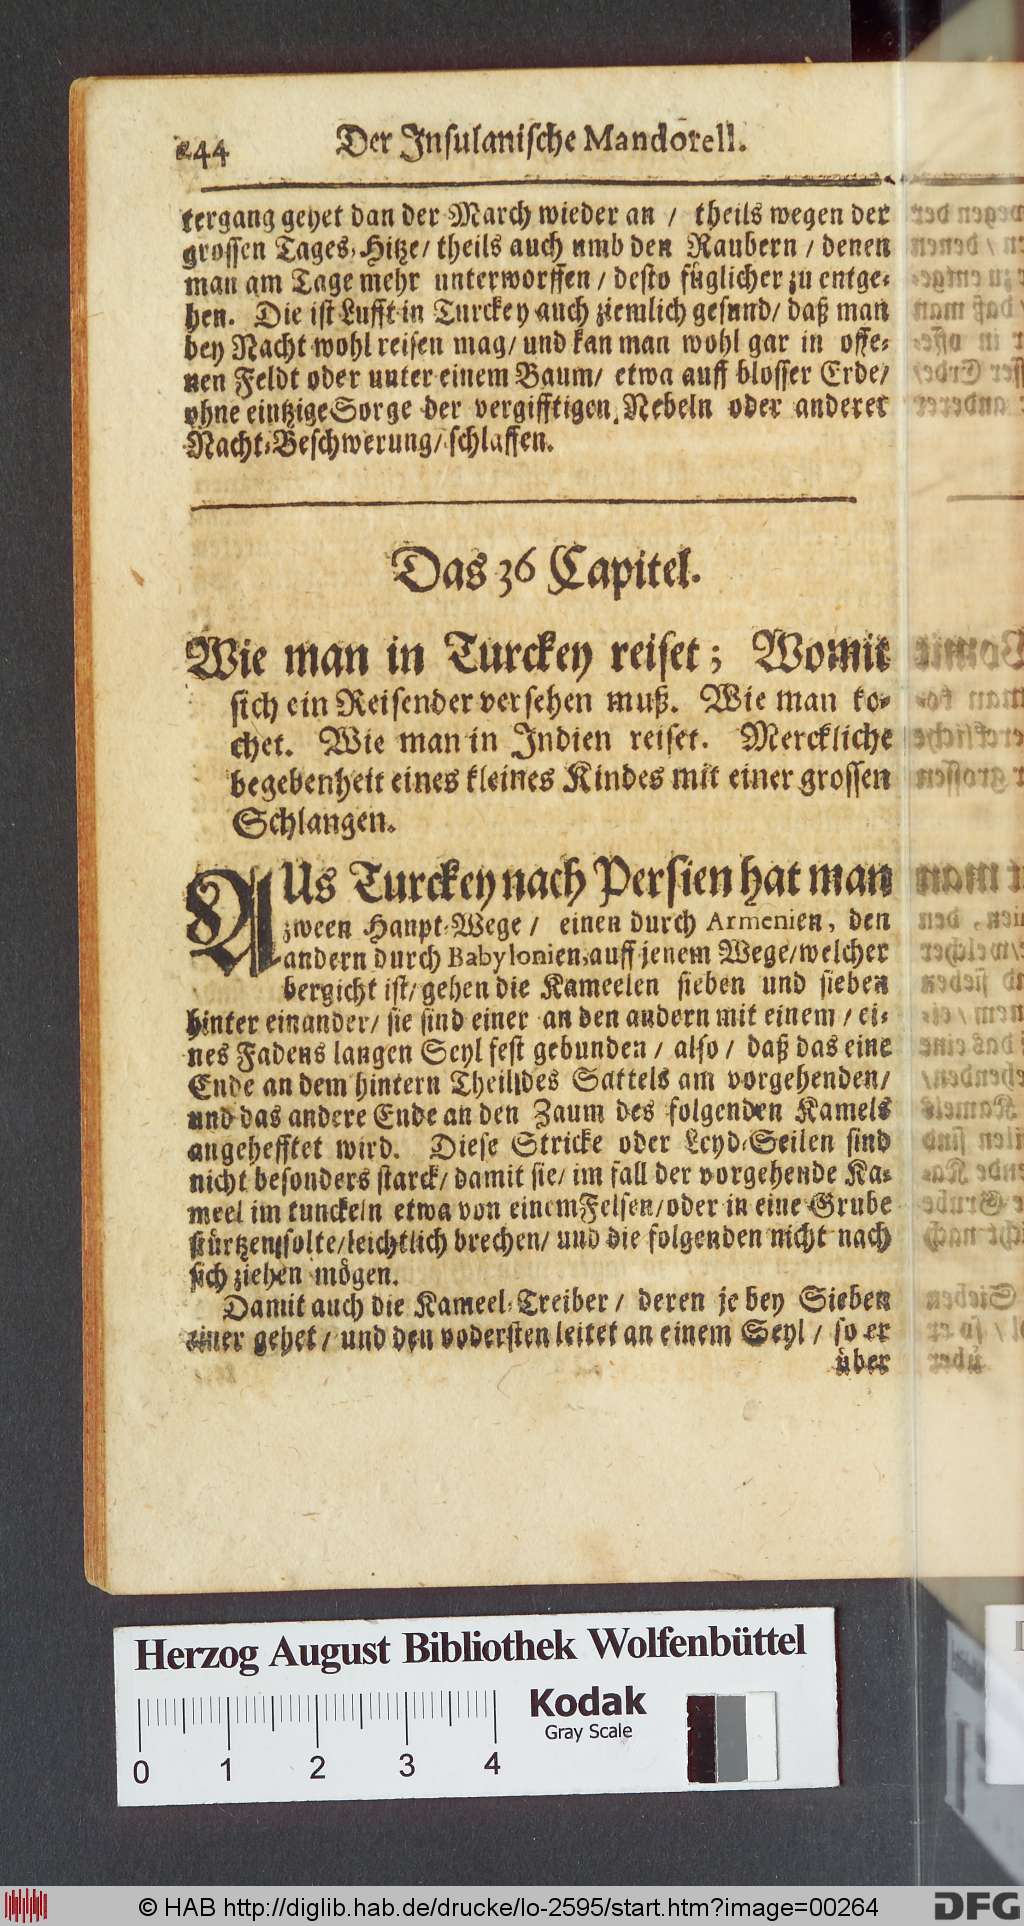 244 Der Insulanische Mandorell.
tergang gehet dan der March wieder an / theils wegen der
grossen Tages-Hitze/ theils auch umb den Raubern / denen
man am Tage mehr unterworffen / desto füglicher zu entge-
hen. Die ist Lufft in Turckey auch ziemlich gesund/ daß man
bey Nacht wohl reisen mag/ und kan man wohl gar in offe-
nen Feldt oder unter einem Baum/ etwa auff blosser Erde/
ohne eintzige Sorge der vergifftigen Nebeln oder anderer
Nacht-Beschwerung/ schlaffen.
Das 36 Capitel.
Wie man in Turckey reiset; Womit
sich ein Reisender versehen muß. Wie man ko-
chet. Wie man in Indien reiset. Merckliche
begebenheit eines kleines Kindes mit einer grossen
Schlangen.
AUs Turckey nach Persien hat man
zween Haupt-Wege / einen durch Armenien, den
andern durch Babylonien, auff jenem Wege/welcher
bergicht ist/ gehen die Kameelen sieben und sieben
hinter einander/ sie sind einer an den andern mit einem / ei-
nes Fadens langen Seyl fest gebunden / also / daß das eine
Ende an dem hintern Theil des Sattels am vorgehenden/
und das andere Ende an den Zaum des folgenden Kamels
angehefftet wird. Diese Stricke oder Leyd-Seilen sind
nicht besonders starck/ damit sie/ im fall der vorgehende Ka-
meel im tunckeln etwa von einem Felsen/oder in eine Grube
stürtzen solte/leichtlich brechen/ und die folgenden nicht nach
sich ziehen mögen.
Damit auch die Kameel-Treiber / deren je bey Sieben
einer gehet / und den vodersten leitet an einem Seyl / so er
über
Herzog August Bibliothek Wolfenbüttel
Kodak
Gray Scale
0 1 2 3 4
© HAB http://diglib.hab.de/drucke/lo-2595/start.htm?image=00264
DFG